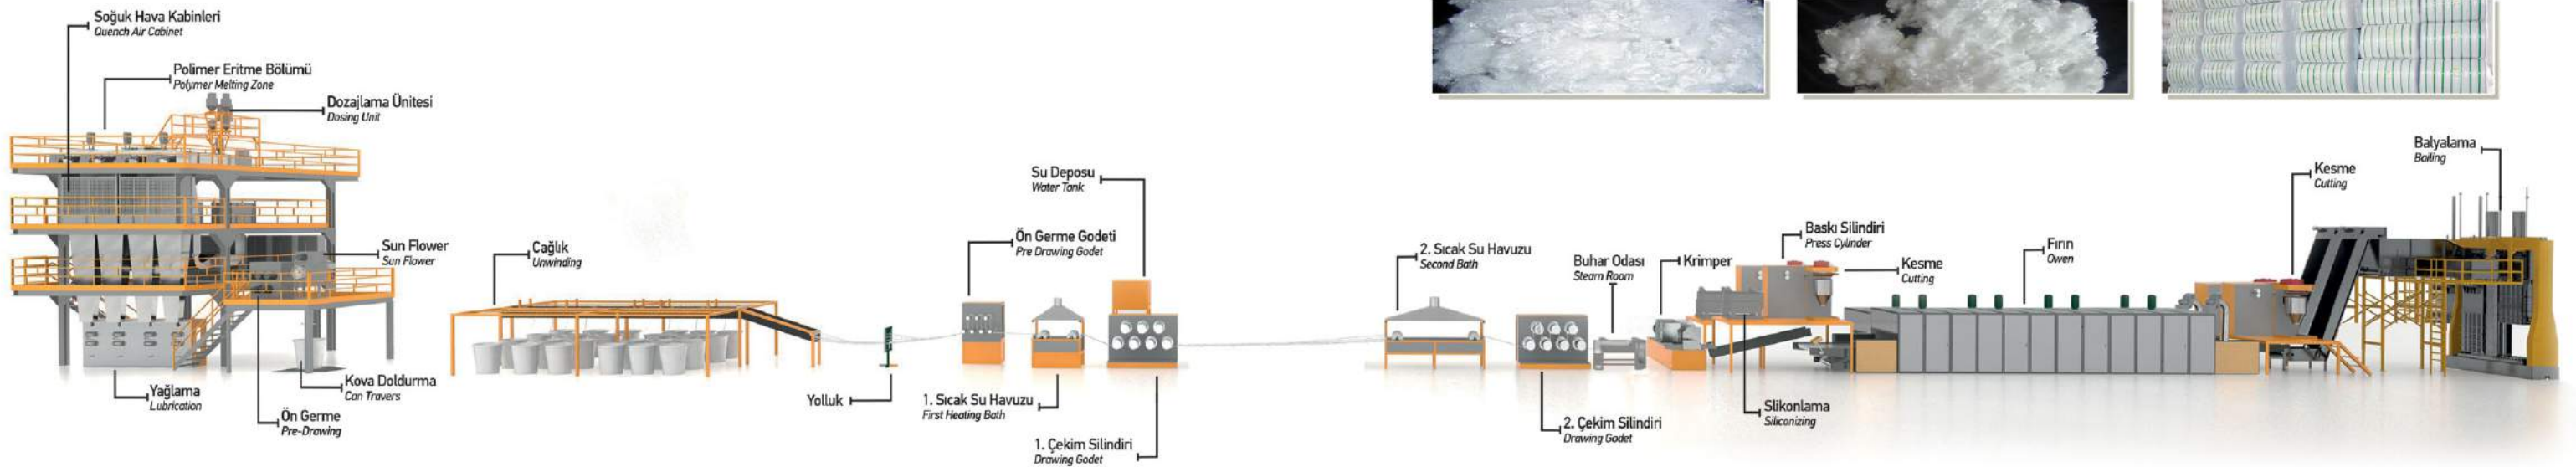 Soğuk Hava Kabinleri
Quench Air Cabinet
Polimer Eritme Bölümü
Polymer Melting Zone
Dozajlama Ünitesi
Dosing Unit
Sun Flower
Sun Flower
Yağlama
Lubrication
Ön Germe
Pre-Drawing
Kova Doldurma
Can Travers
Cağlık
Unwinding
Yolluk
Ön Germe Godeti
Pre Drawing Godet
1. Sıcak Su Havuzu
First Heating Bath
Su Deposu
Water Tank
1. Çekim Silindiri
Drawing Godet
2. Sıcak Su Havuzu
Second Bath
2. Çekim Silindiri
Drawing Godet
Buhar Odası
Steam Room
Krimper
Baskı Silindiri
Press Cylinder
Kesme
Cutting
Slikonlama
Siliconizing
Fırın
Owen
Kesme
Cutting
Balyalama
Bailing